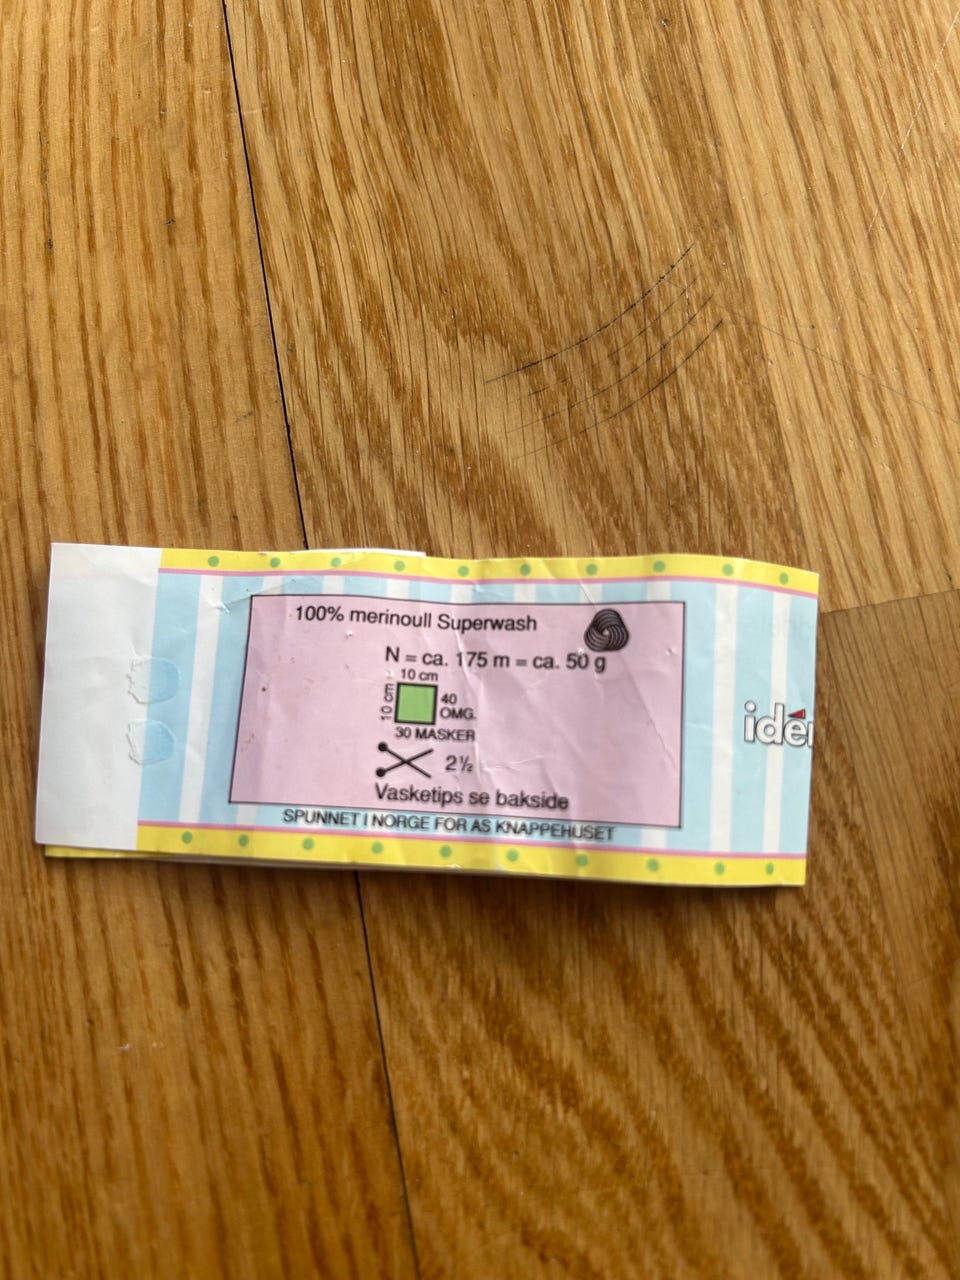 100% merinoull Superwash
N = ca. 175 m = ca. 50 g
10 cm
10 cm
40
OMG.
30 MASKER
2½
Vasketips se bakside
SPUNNET I NORGE FOR AS KNAPPEHUSET